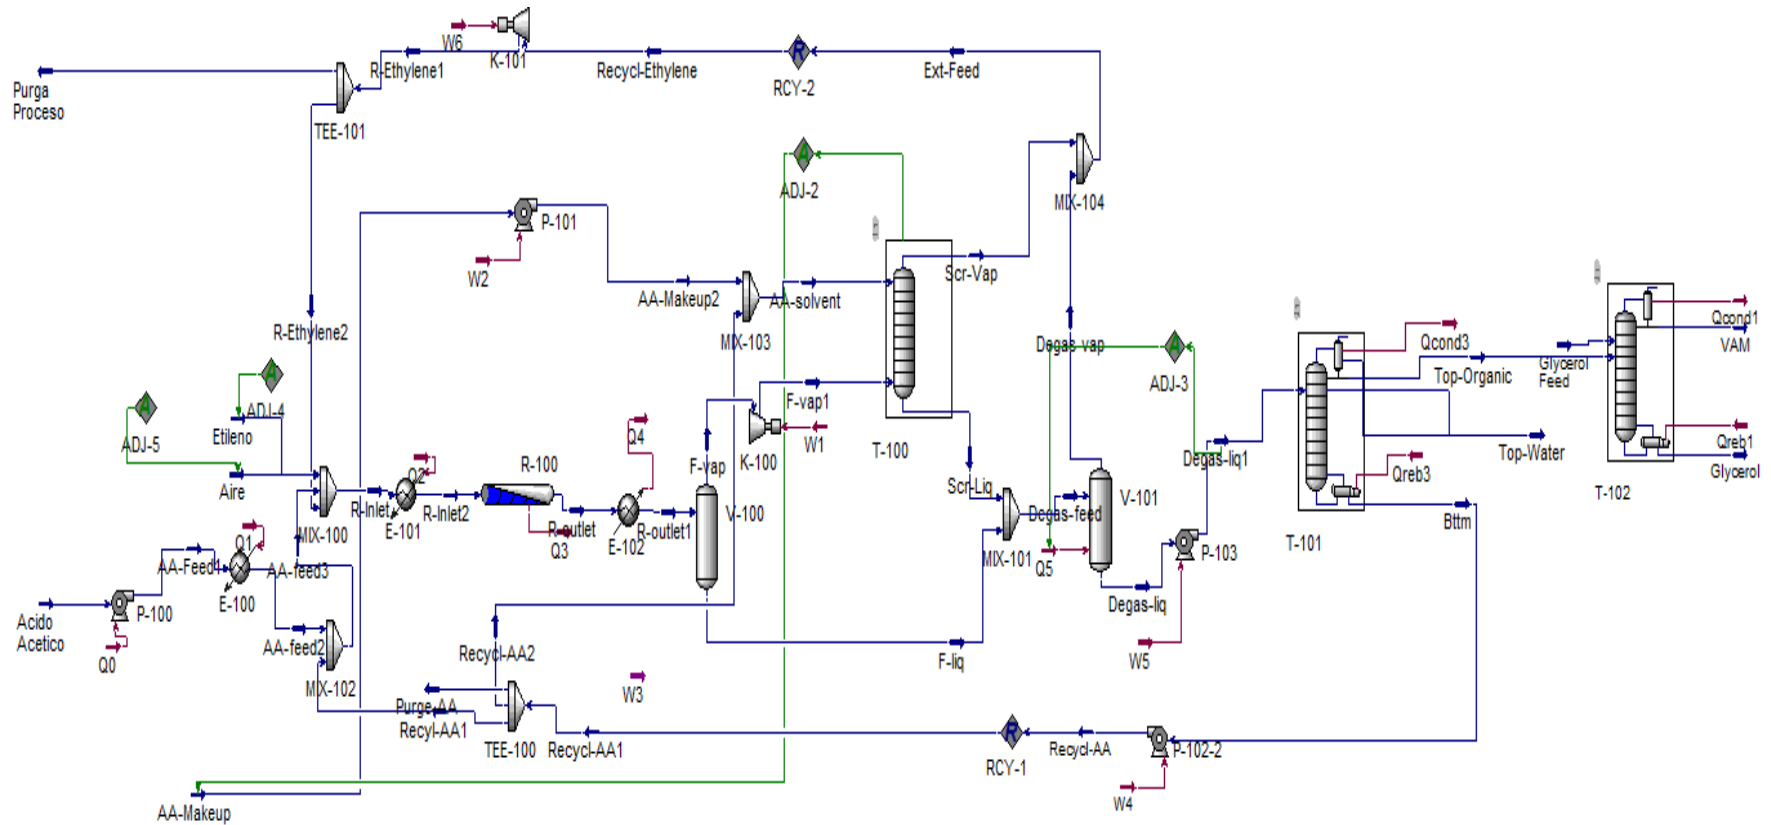 W6
K-101
R-Ethylene1
Recycl-Ethylene
R
RCY-2
Ext-Feed
Purga
Proceso
TEE-101
A
ADJ-2
MIX-104
P-101
W2
AA-Makeup2
AA-solvent
Scr-Vap
MIX-103
R-Ethylene2
Degas-vap
A
ADJ-3
Qcond3
Top-Organic
Glycerol
Feed
Qcond1
VAM
A
ADJ-4
A
ADJ-5
Etileno
Aire
F-vap1
W1
K-100
T-100
Q4
F-vap
Q2
R-100
R-Inlet
E-101
R-Inlet2
R-outlet
Q3
E-102
R-outlet1
V-100
MIX-100
Scr-Liq
Degas-feed
MIX-101
V-101
Q5
Degas-liq1
P-103
Degas-liq
W5
Top-Water
Qreb3
Bttm
T-101
Qreb1
Glycerol
T-102
Q1
AA-Feed1
AA-feed3
E-100
P-100
Acido
Acetico
Q0
AA-feed2
MIX-102
Recycl-AA2
F-liq
W3
Purge-AA
Recyl-AA1
TEE-100
Recycl-AA1
R
RCY-1
Recycl-AA
P-102-2
W4
AA-Makeup